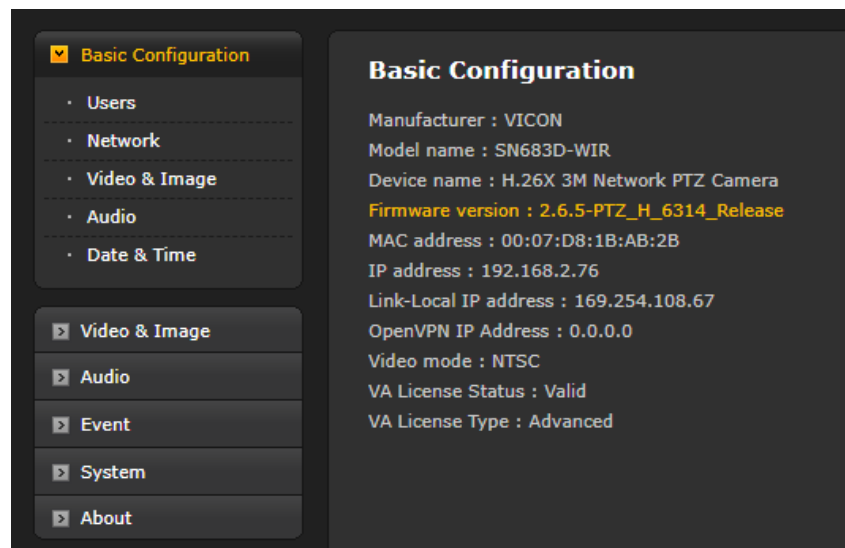 Basic Configuration
· Users
· Network
· Video & Image
· Audio
· Date & Time
Video & Image
Audio
Event
System
About
Basic Configuration
Manufacturer : VICON
Model name : SN683D-WIR
Device name : H.26X 3M Network PTZ Camera
Firmware version : 2.6.5-PTZ_H_6314_Release
MAC address : 00:07:D8:1B:AB:2B
IP address : 192.168.2.76
Link-Local IP address : 169.254.108.67
OpenVPN IP Address : 0.0.0.0
Video mode : NTSC
VA License Status : Valid
VA License Type : Advanced